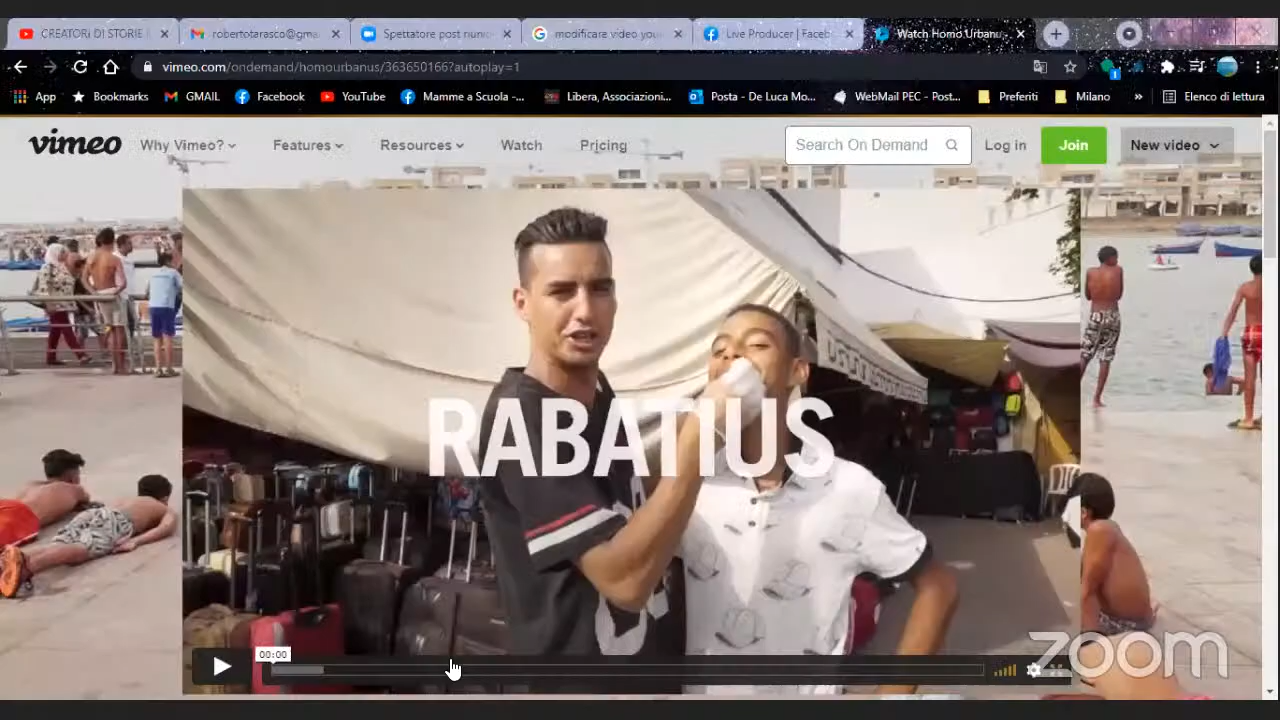 CREATORi DI STORIE
robertotarasco@gma
Spettatore post nunio
modificare video you
Live Producer | Faceb
Watch Homo Urbanu
vimeo.com/ondemand/homourbanus/363650166?autoplay=1
App
Bookmarks
GMAIL
Facebook
YouTube
Mamme a Scuola -...
Libera, Associazioni...
Posta - De Luca Mo...
WebMail PEC - Post...
Preferiti
Milano
»
Elenco di lettura
vimeo
Why Vimeo?
Features
Resources
Watch
Pricing
Search On Demand
Log in
Join
New video
RABATIUS
00:00
zoom